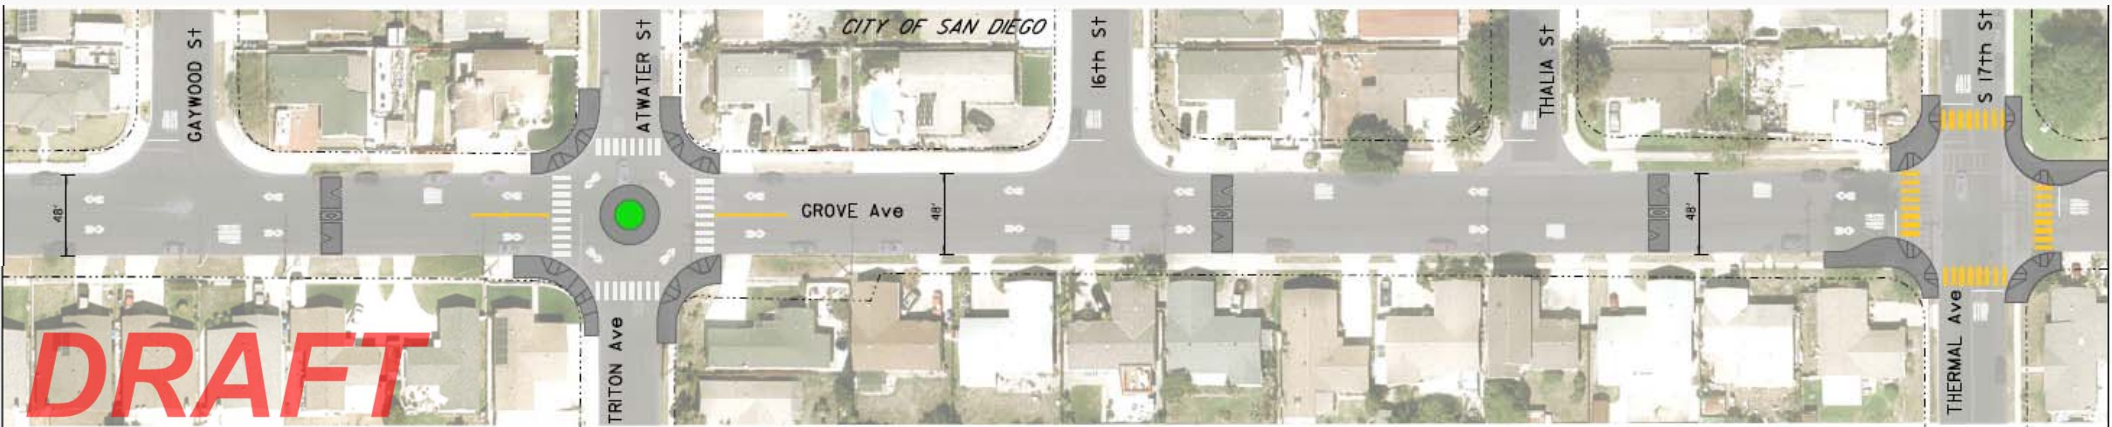 CITY OF SAN DIEGO
GAYWOOD St
ATWATER St
16th St
THALIA St
S 17th St
48'
GROVE Ave
48'
48'
TRITON Ave
THERMAL Ave
DRAFT